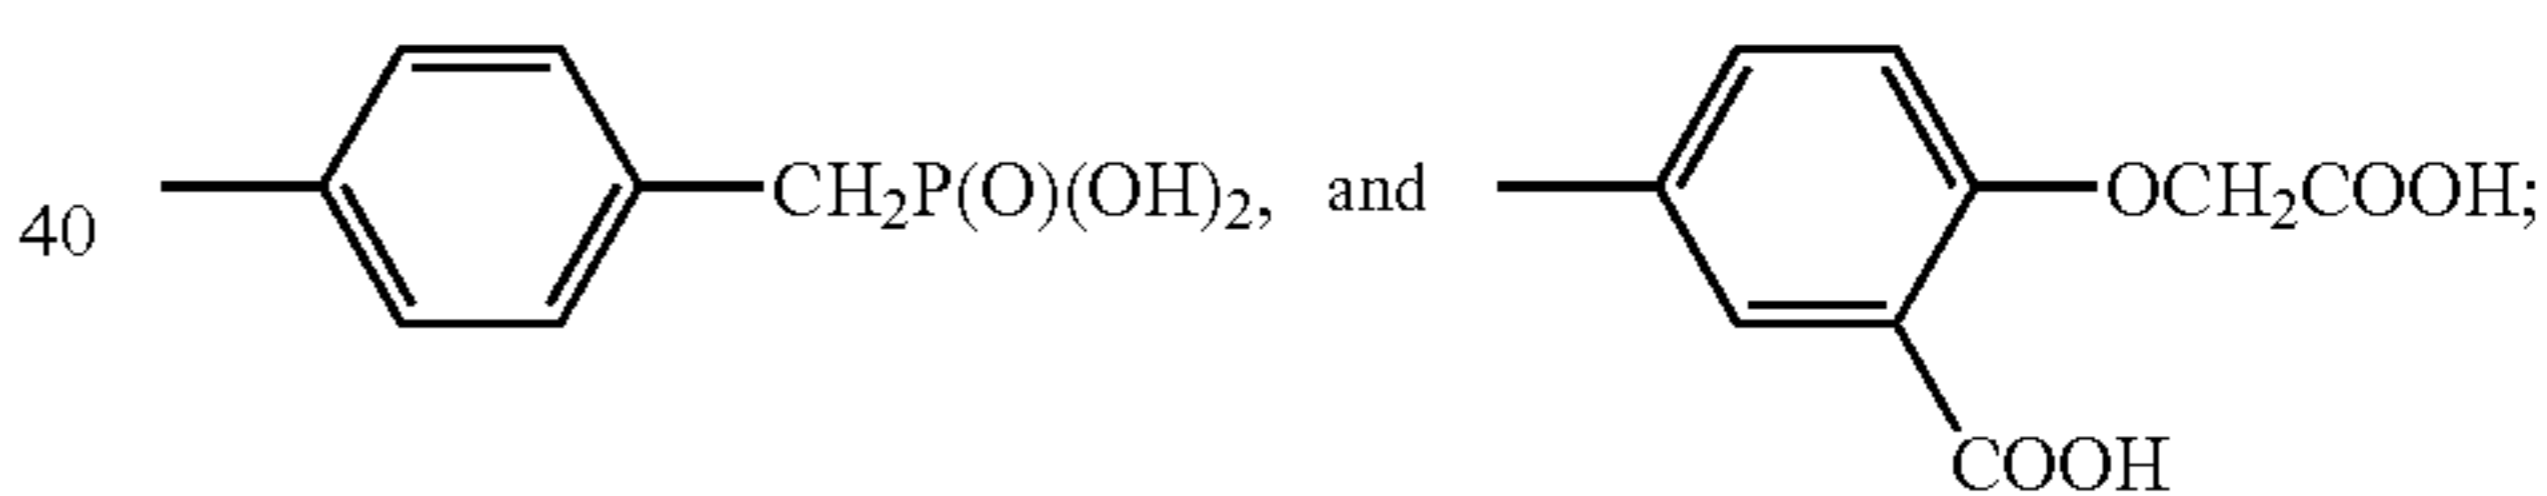 40 CH₂P(O)(OH)₂, and OCH₂COOH;
COOH